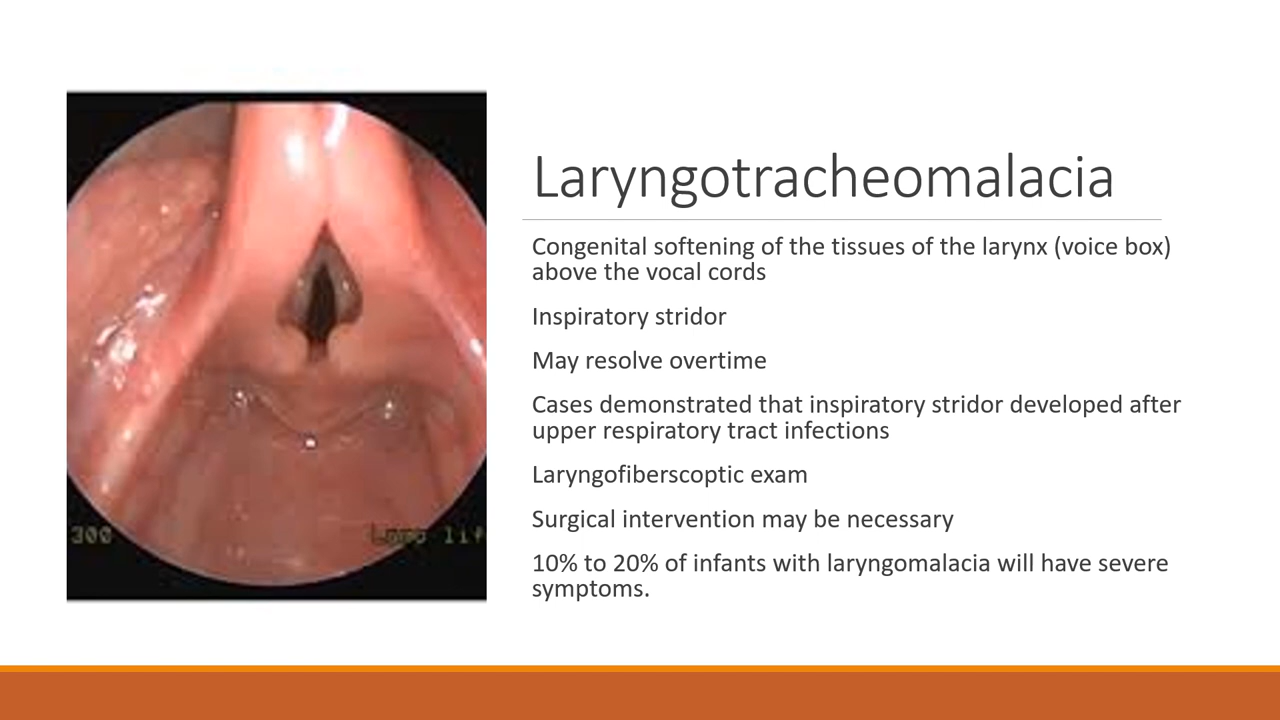 Laryngotracheomalacia
Congenital softening of the tissues of the larynx (voice box)
above the vocal cords
Inspiratory stridor
May resolve overtime
Cases demonstrated that inspiratory stridor developed after
upper respiratory tract infections
Laryngofiberscoptic exam
Surgical intervention may be necessary
10% to 20% of infants with laryngomalacia will have severe
symptoms.
300